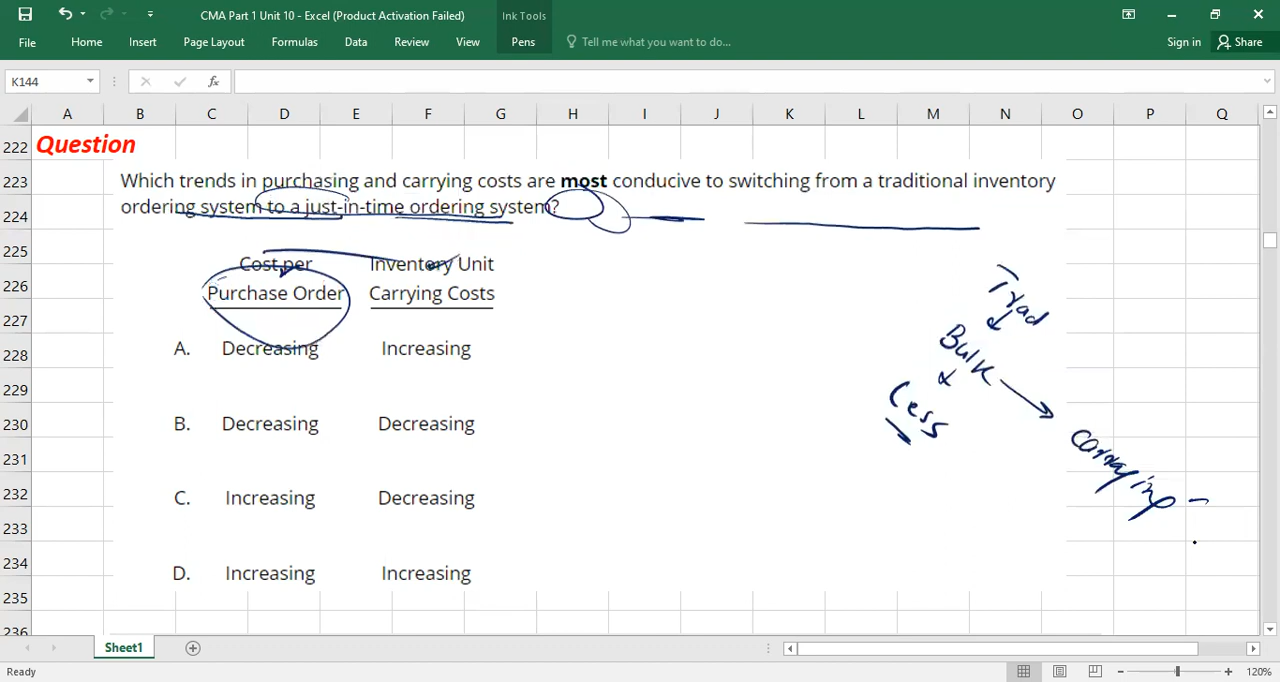 CMA Part 1 Unit 10 - Excel (Product Activation Failed)
Ink Tools
File Home Insert Page Layout Formulas Data Review View Pens Tell me what you want to do... Sign in Share
K144 fx
A B C D E F G H I J K L M N O P Q
222 Question
223 Which trends in purchasing and carrying costs are most conducive to switching from a traditional inventory
224 ordering system to a just-in-time ordering system?
225 Cost per Inventory Unit
226 Purchase Order Carrying Costs
227
228 A. Decreasing Increasing
229
230 B. Decreasing Decreasing
231
232 C. Increasing Decreasing
233
234 D. Increasing Increasing
235
236
Trad
Bulk
Less
Carrying
Sheet1
Ready 120%